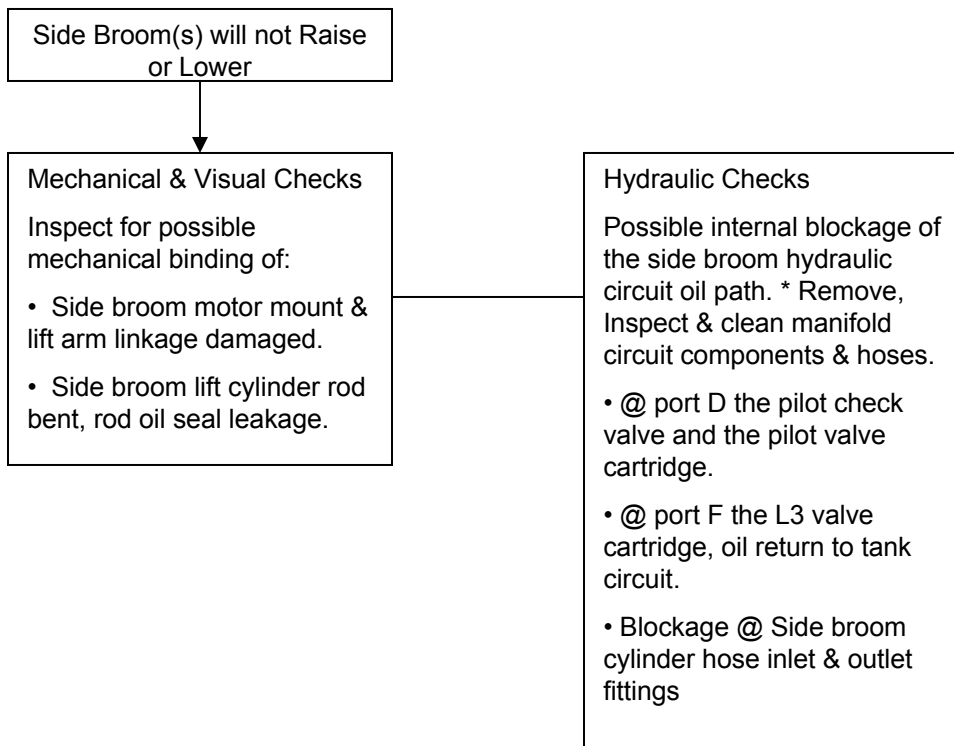 Side Broom(s) will not Raise
or Lower
Mechanical & Visual Checks
Inspect for possible
mechanical binding of:
• Side broom motor mount &
lift arm linkage damaged.
• Side broom lift cylinder rod
bent, rod oil seal leakage.
Hydraulic Checks
Possible internal blockage of
the side broom hydraulic
circuit oil path. * Remove,
Inspect & clean manifold
circuit components & hoses.
• @ port D the pilot check
valve and the pilot valve
cartridge.
• @ port F the L3 valve
cartridge, oil return to tank
circuit.
• Blockage @ Side broom
cylinder hose inlet & outlet
fittings